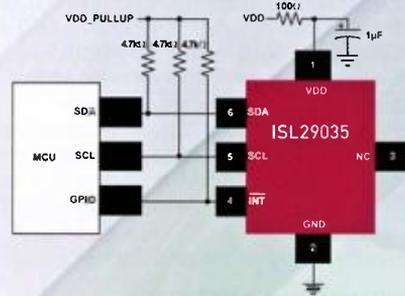 100Ω
VDD_PULLUP
VDD
4.7kΩ 4.7kΩ 4.7kΩ
1µF
1
VDD
SDA
6 SDA
ISL29035
MCU
SCL
5 SCL
NC 3
GPIO
4 INT
GND
2